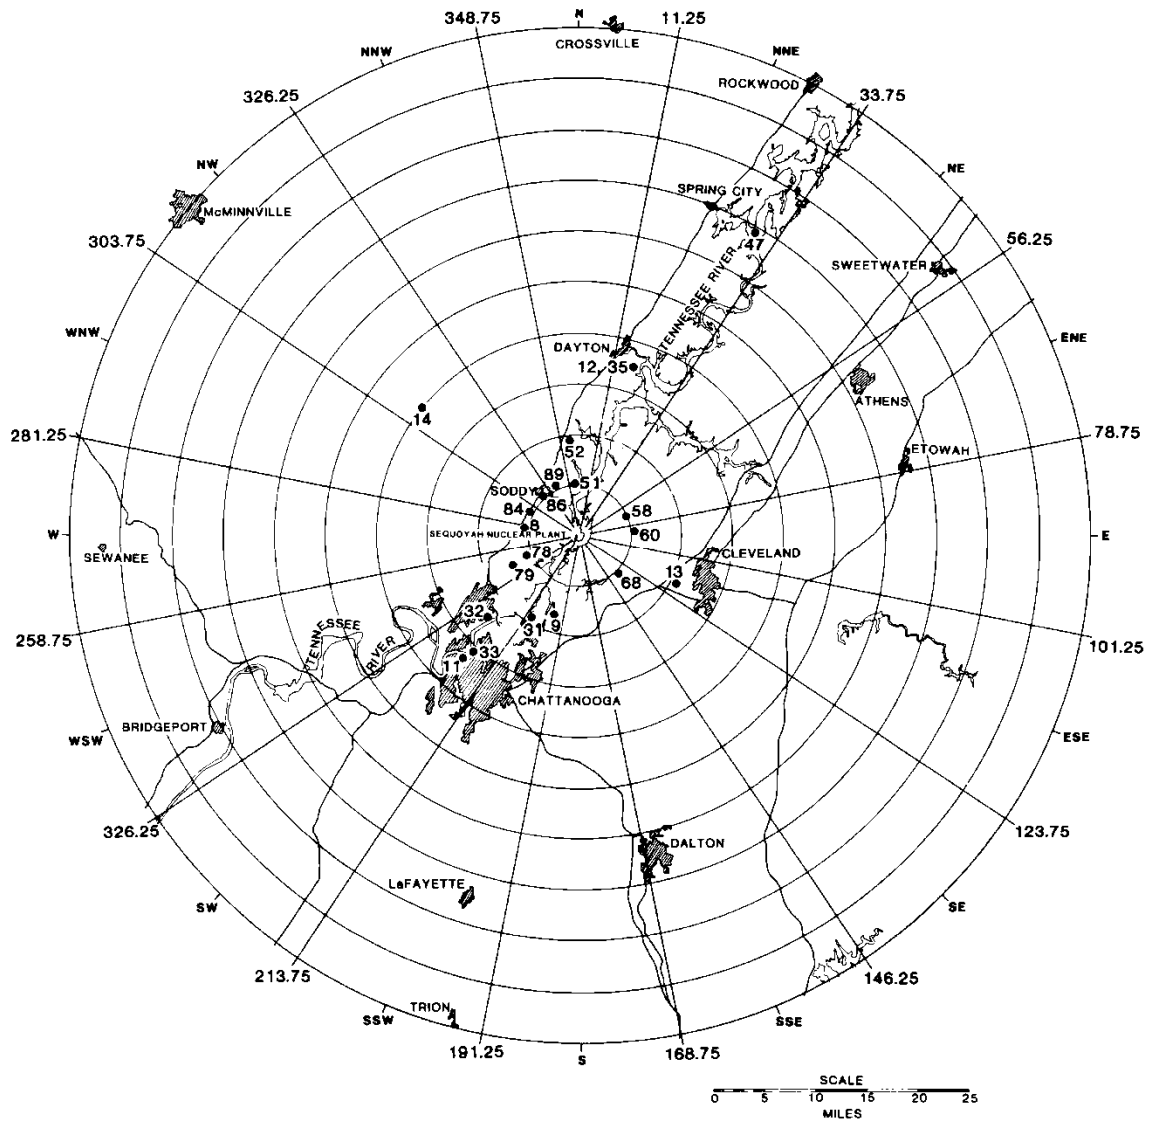 348.75
N
11.25
CROSSVILLE
NNW
NNE
ROCKWOOD
326.25
33.75
NW
NE
SPRING CITY
McMINNVILLE
303.75
47
56.25
SWEETWATER
TENNESSEE RIVER
WNW
ENE
DAYTON
12, 35
ATHENS
14
281.25
78.75
52
ETOWAH
89
51
SODDY
86
84
58
8
W
SEQUOYAH NUCLEAR PLANT
60
E
SEWANEE
78
CLEVELAND
79
68
13
32
31
9
258.75
TENNESSEE
RIVER
101.25
33
11
CHATTANOOGA
BRIDGEPORT
WSW
ESE
326.25
123.75
DALTON
LaFAYETTE
SW
SE
213.75
146.25
TRION
SSW
SSE
191.25
S
168.75
SCALE
0 5 10 15 20 25
MILES